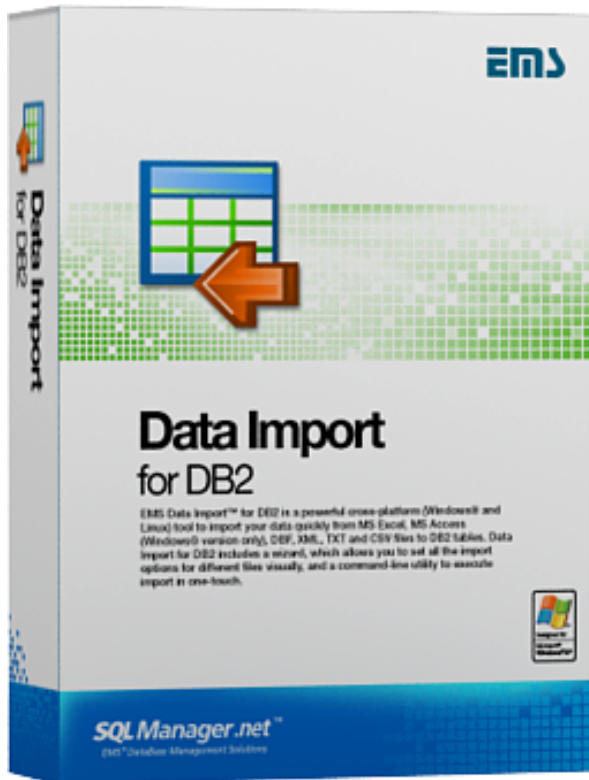 EMS
Data Import
for DB2
Data Import
for DB2
EMS Data Import™ for DB2 is a powerful cross-platform (Windows® and
Linux) tool to import your data quickly from MS Excel, MS Access
(Windows® version only), DBF, XML, TXT and CSV files to DB2 tables. Data
Import for DB2 includes a wizard, which allows you to set all the import
options for different files visually, and a command-line utility to execute
import in one-touch.
SQL Manager.net™
EMS® DataBase Management Solutions